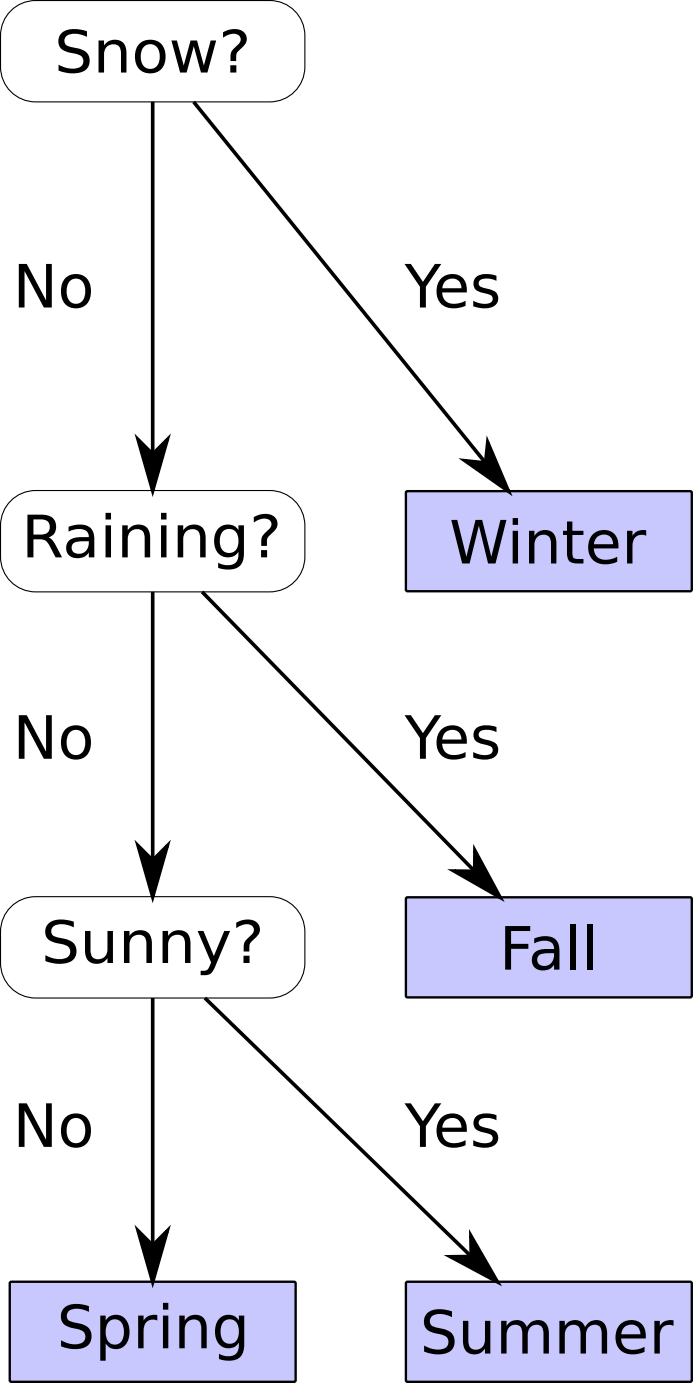 Snow?
No
Yes
Raining?
Winter
No
Yes
Sunny?
Fall
No
Yes
Spring
Summer